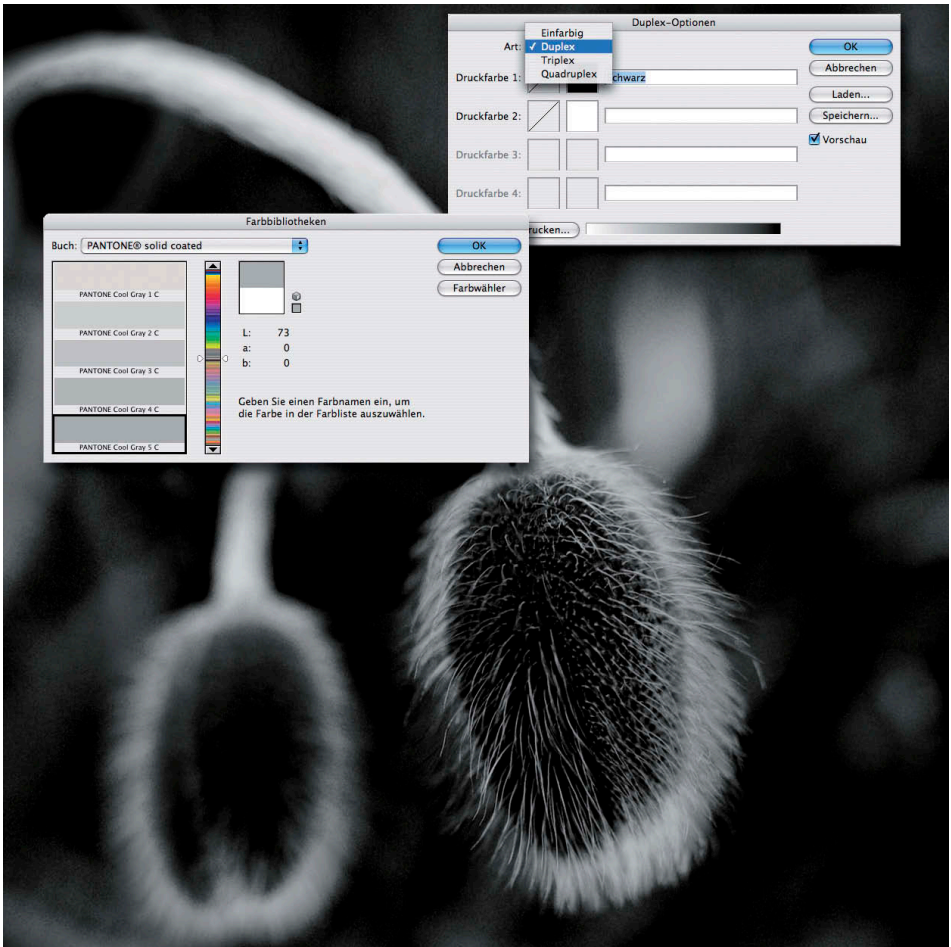 Duplex-Optionen
Art:
Einfarbig
✓ Duplex
Triplex
Quadruplex
OK
Abbrechen
Laden...
Speichern...
Vorschau
Druckfarbe 1:
Druckfarbe 2:
Druckfarbe 3:
Druckfarbe 4:
Farbbibliotheken
Buch: PANTONE® solid coated
OK
Abbrechen
Farbwähler
PANTONE Cool Gray 1 C
PANTONE Cool Gray 2 C
PANTONE Cool Gray 3 C
PANTONE Cool Gray 4 C
PANTONE Cool Gray 5 C
L: 73
a: 0
b: 0
Geben Sie einen Farbnamen ein, um
die Farbe in der Farbliste auszuwählen.